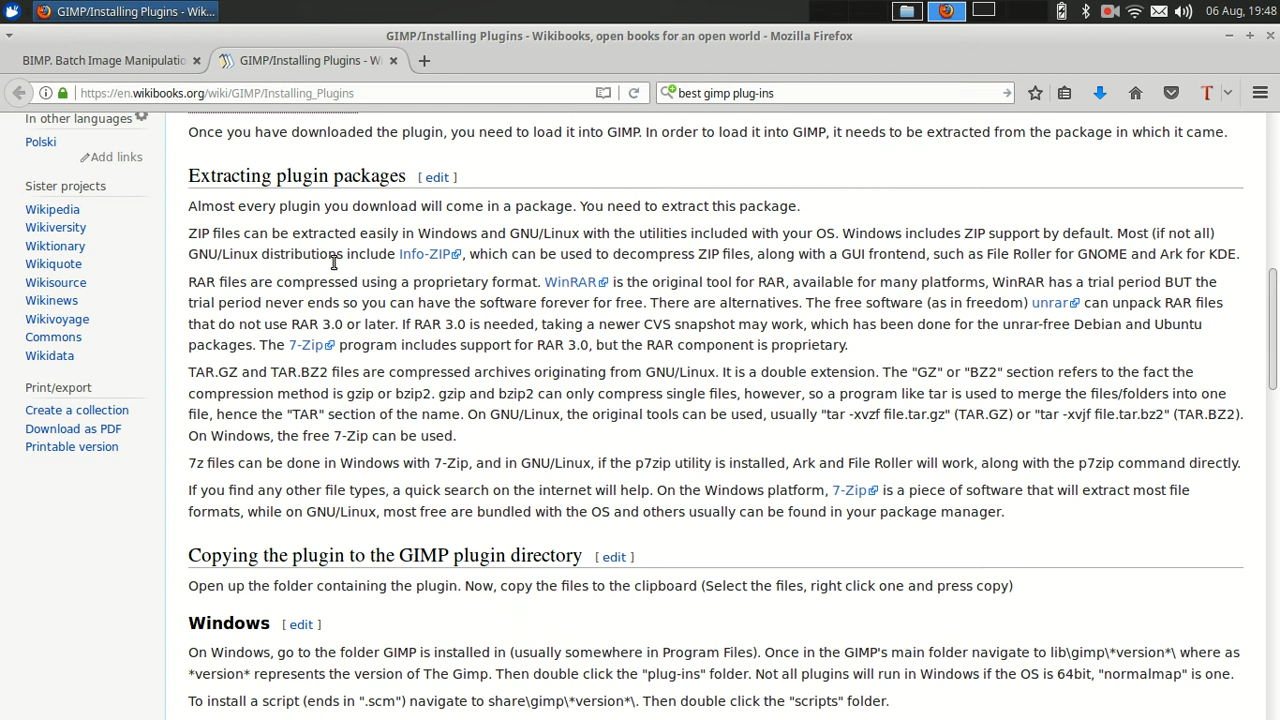 GIMP/Installing Plugins - Wik...
06 Aug, 19:48
GIMP/Installing Plugins - Wikibooks, open books for an open world - Mozilla Firefox
BIMP. Batch Image Manipulatio
GIMP/Installing Plugins - Wi
https://en.wikibooks.org/wiki/GIMP/Installing_Plugins
best gimp plug-ins
In other languages
Polski
Add links
Sister projects
Wikipedia
Wikiversity
Wiktionary
Wikiquote
Wikisource
Wikinews
Wikivoyage
Commons
Wikidata
Print/export
Create a collection
Download as PDF
Printable version
Once you have downloaded the plugin, you need to load it into GIMP. In order to load it into GIMP, it needs to be extracted from the package in which it came.
Extracting plugin packages [ edit ]
Almost every plugin you download will come in a package. You need to extract this package.
ZIP files can be extracted easily in Windows and GNU/Linux with the utilities included with your OS. Windows includes ZIP support by default. Most (if not all)
GNU/Linux distributions include Info-ZIP, which can be used to decompress ZIP files, along with a GUI frontend, such as File Roller for GNOME and Ark for KDE.
RAR files are compressed using a proprietary format. WinRAR is the original tool for RAR, available for many platforms, WinRAR has a trial period BUT the
trial period never ends so you can have the software forever for free. There are alternatives. The free software (as in freedom) unrar can unpack RAR files
that do not use RAR 3.0 or later. If RAR 3.0 is needed, taking a newer CVS snapshot may work, which has been done for the unrar-free Debian and Ubuntu
packages. The 7-Zip program includes support for RAR 3.0, but the RAR component is proprietary.
TAR.GZ and TAR.BZ2 files are compressed archives originating from GNU/Linux. It is a double extension. The "GZ" or "BZ2" section refers to the fact the
compression method is gzip or bzip2. gzip and bzip2 can only compress single files, however, so a program like tar is used to merge the files/folders into one
file, hence the "TAR" section of the name. On GNU/Linux, the original tools can be used, usually "tar -xvzf file.tar.gz" (TAR.GZ) or "tar -xvjf file.tar.bz2" (TAR.BZ2).
On Windows, the free 7-Zip can be used.
7z files can be done in Windows with 7-Zip, and in GNU/Linux, if the p7zip utility is installed, Ark and File Roller will work, along with the p7zip command directly.
If you find any other file types, a quick search on the internet will help. On the Windows platform, 7-Zip is a piece of software that will extract most file
formats, while on GNU/Linux, most free are bundled with the OS and others usually can be found in your package manager.
Copying the plugin to the GIMP plugin directory [ edit ]
Open up the folder containing the plugin. Now, copy the files to the clipboard (Select the files, right click one and press copy)
Windows [ edit ]
On Windows, go to the folder GIMP is installed in (usually somewhere in Program Files). Once in the GIMP's main folder navigate to lib\gimp\*version*\ where as
*version* represents the version of The Gimp. Then double click the "plug-ins" folder. Not all plugins will run in Windows if the OS is 64bit, "normalmap" is one.
To install a script (ends in ".scm") navigate to share\gimp\*version*\. Then double click the "scripts" folder.